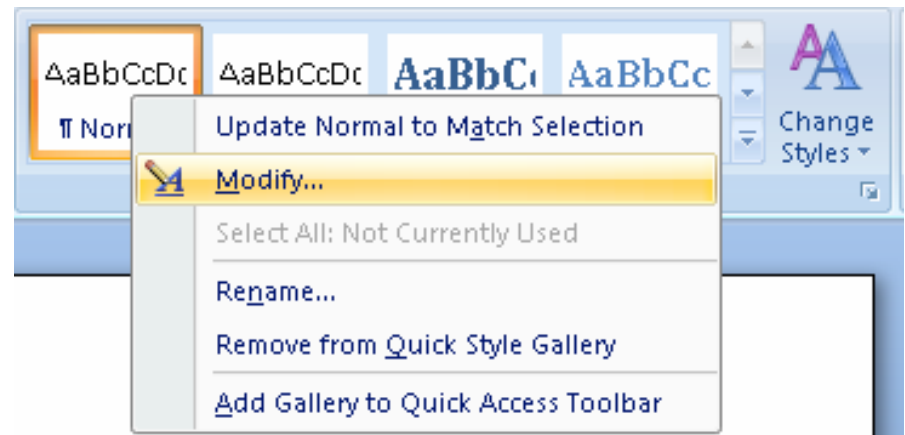 AaBbCcDc AaBbCcDc AaBbC AaBbCc
¶ Nor
Change
Styles
Update Normal to Match Selection
Modify...
Select All: Not Currently Used
Rename...
Remove from Quick Style Gallery
Add Gallery to Quick Access Toolbar